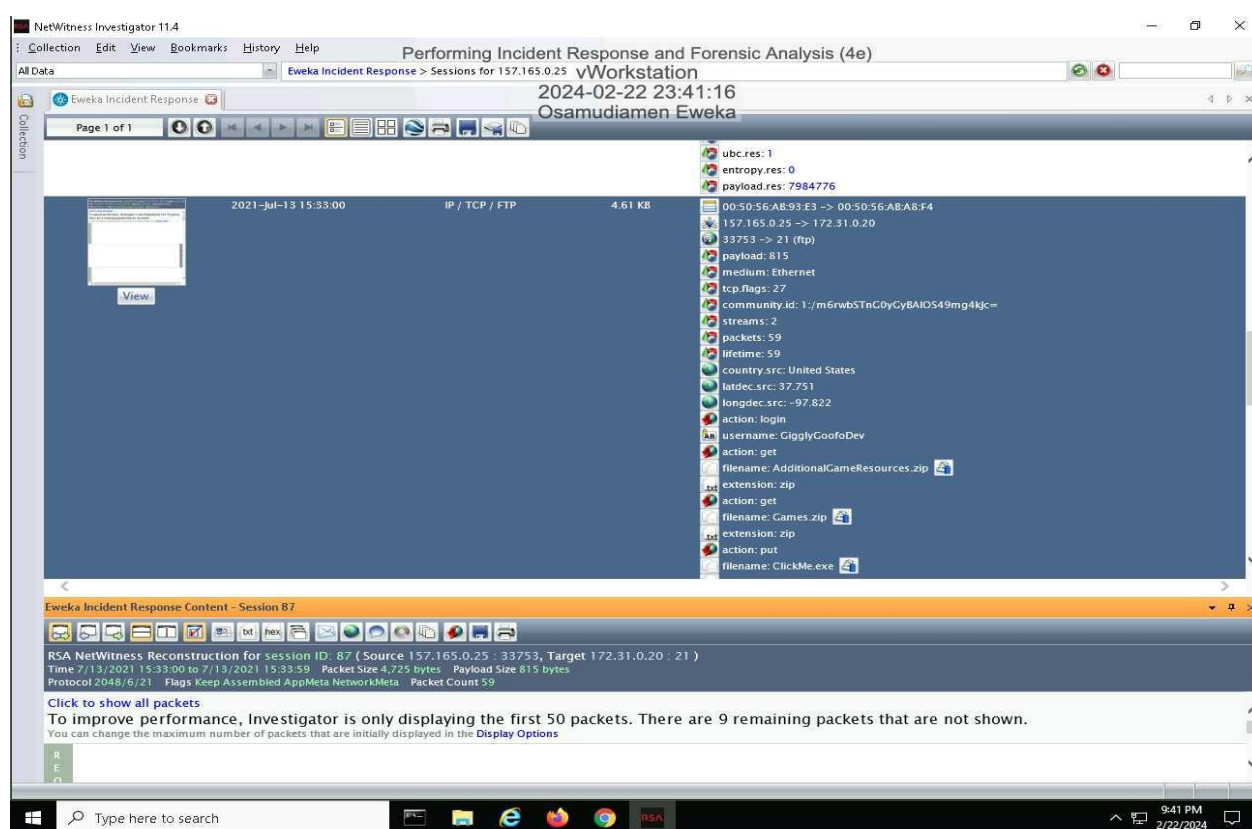 NetWitness Investigator 11.4
Collection Edit View Bookmarks History Help
Performing Incident Response and Forensic Analysis (4e)
All Data
Eweka Incident Response > Sessions for 157.165.0.25
vWorkstation
2024-02-22 23:41:16
Osamudiamen Eweka
Collection
Eweka Incident Response
Page 1 of 1
ubc.res: 1
entropy.res: 0
payload.res: 7984776
2021-Jul-13 15:33:00 IP / TCP / FTP 4.61 KB
View
00:50:56:AB:93:E3 -> 00:50:56:AB:A8:F4
157.165.0.25 -> 172.31.0.20
33753 -> 21 (ftp)
payload: 815
medium: Ethernet
tcp.flags: 27
streams: 2
packets: 59
lifetime: 59
country.src: United States
latdec.src: 37.751
longdec.src: -97.822
action: login
username: GigglyGoofoDev
action: get
filename: AdditionalGameResources.zip
extension: zip
action: get
filename: Games.zip
extension: zip
action: put
filename: ClickMe.exe
Eweka Incident Response Content - Session 87
txt hex
RSA NetWitness Reconstruction for session ID: 87 ( Source 157.165.0.25 : 33753, Target 172.31.0.20 : 21 )
Time 7/13/2021 15:33:00 to 7/13/2021 15:33:59 Packet Size 4,725 bytes Payload Size 815 bytes
Protocol 2048/6/21 Flags Keep Assembled AppMeta NetworkMeta Packet Count 59
Click to show all packets
To improve performance, Investigator is only displaying the first 50 packets. There are 9 remaining packets that are not shown.
You can change the maximum number of packets that are initially displayed in the Display Options
R
E
Type here to search
RSA
9:41 PM
2/22/2024